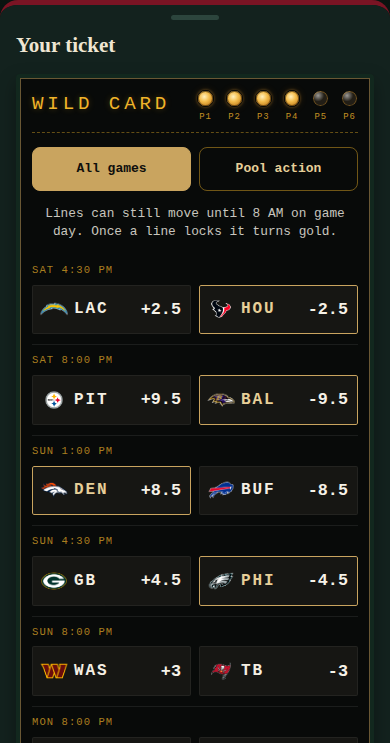 Your ticket
WILD CARD
P1 P2 P3 P4 P5 P6
All games
Pool action
Lines can still move until 8 AM on game
day. Once a line locks it turns gold.
SAT 4:30 PM
LAC +2.5
HOU -2.5
SAT 8:00 PM
PIT +9.5
BAL -9.5
SUN 1:00 PM
DEN +8.5
BUF -8.5
SUN 4:30 PM
GB +4.5
PHI -4.5
SUN 8:00 PM
WAS +3
TB -3
MON 8:00 PM